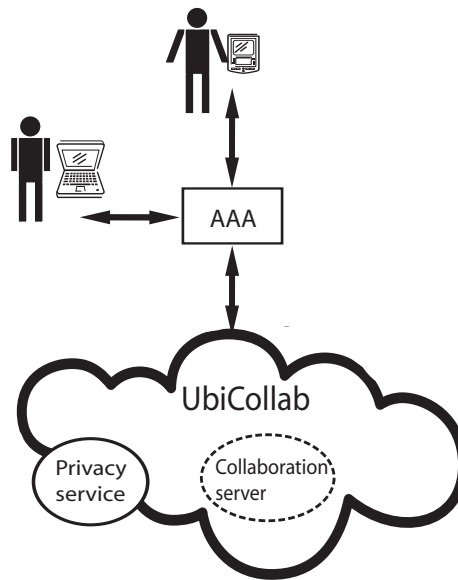 AAA
UbiCollab
Privacy
service
Collaboration
server